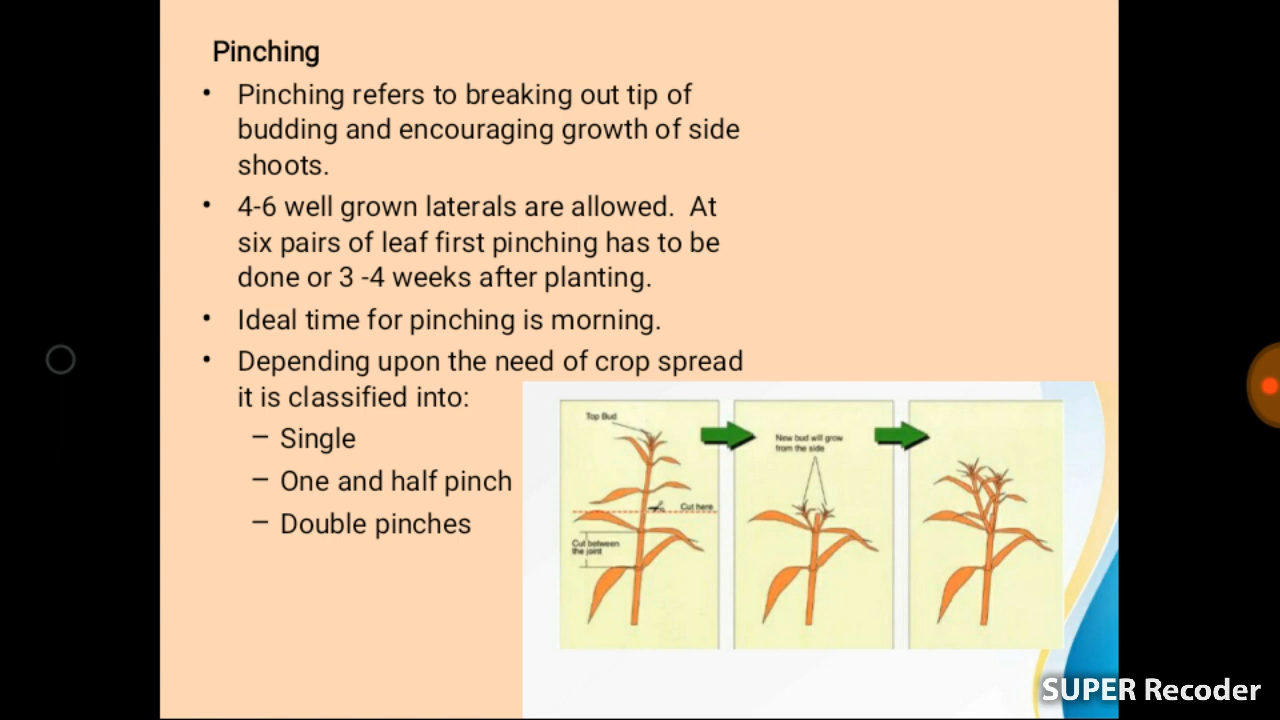 Pinching
• Pinching refers to breaking out tip of
budding and encouraging growth of side
shoots.
• 4-6 well grown laterals are allowed. At
six pairs of leaf first pinching has to be
done or 3 -4 weeks after planting.
• Ideal time for pinching is morning.
• Depending upon the need of crop spread
it is classified into:
– Single
– One and half pinch
– Double pinches
Top Bud
Cut here
Cut between
the joint
New bud will grow
from the side
SUPER Recoder